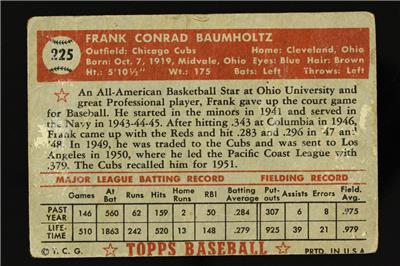 FRANK CONRAD BAUMHOLTZ
225
Outfield: Chicago Cubs Home: Cleveland, Ohio
Born: Oct. 7, 1919, Midvale, Ohio Eyes: Blue Hair: Brown
Ht.: 5'10½" Wt.: 175 Bats: Left Throws: Left
★ An All-American Basketball Star at Ohio University and
great Professional player, Frank gave up the court game
for Baseball. He started in the minors in 1941 and served
in the Navy in 1943-44-45. After hitting .343 at Columbia in 1946,
Frank came up with the Reds and hit .283 and .296 in '47 and
'48. In 1949, he was traded to the Cubs and was sent to Los
Angeles in 1950, where he led the Pacific Coast League with
.379. The Cubs recalled him for 1951.
MAJOR LEAGUE BATTING RECORD FIELDING RECORD
Games At Bat Runs Hits Home Runs RBI Batting Average Put-outs Assists Errors Field. Avg.
PAST YEAR 146 560 62 159 2 50 .284 307 8 8 .975
LIFE-TIME 510 1863 242 520 13 148 .279 925 39 21 .979
© T. C. G. ★ TOPPS BASEBALL ★ PRTD. IN U.S.A.